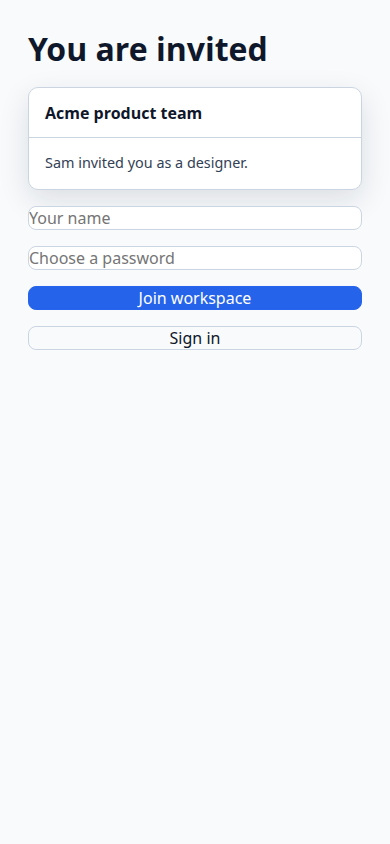 You are invited
Acme product team
Sam invited you as a designer.
Your name
Choose a password
Join workspace
Sign in